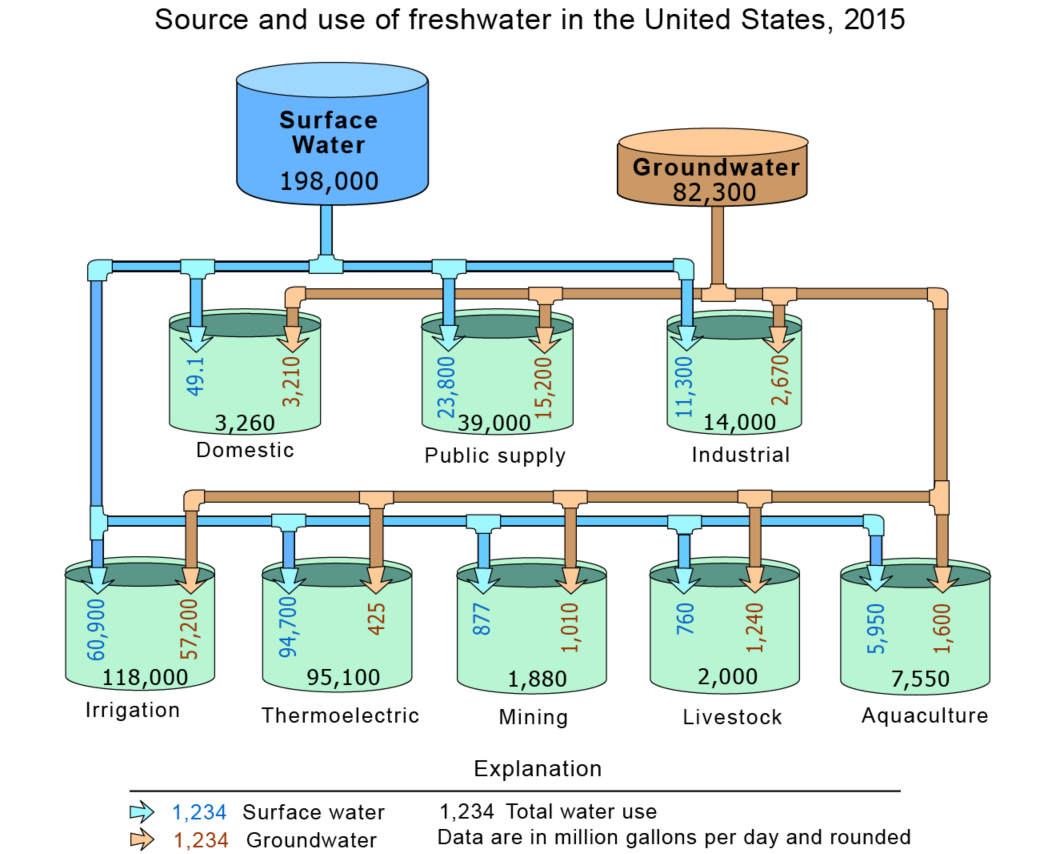 Source and use of freshwater in the United States, 2015
Surface
Water
198,000
Groundwater
82,300
49.1
3,210
3,260
Domestic
23,800
15,200
39,000
Public supply
11,300
2,670
14,000
Industrial
60,900
57,200
118,000
Irrigation
94,700
425
95,100
Thermoelectric
877
1,010
1,880
Mining
760
1,240
2,000
Livestock
5,950
1,600
7,550
Aquaculture
Explanation
1,234 Surface water
1,234 Total water use
1,234 Groundwater
Data are in million gallons per day and rounded